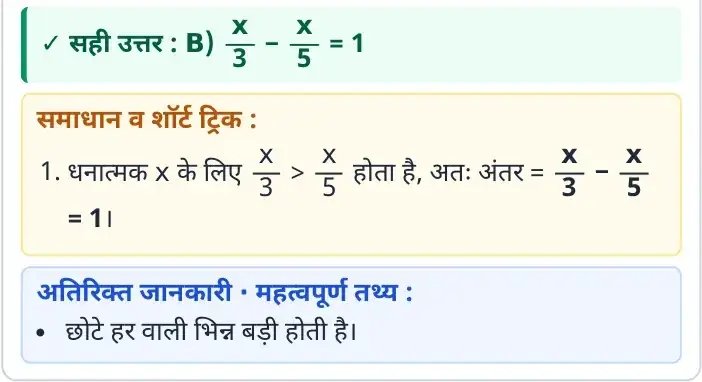 ✓ सही उत्तर : B) x/3 − x/5 = 1
समाधान व शॉर्ट ट्रिक :
1. धनात्मक x के लिए x/3 > x/5 होता है, अतः अंतर = x/3 − x/5
= 1।
अतिरिक्त जानकारी · महत्वपूर्ण तथ्य :
• छोटे हर वाली भिन्न बड़ी होती है।